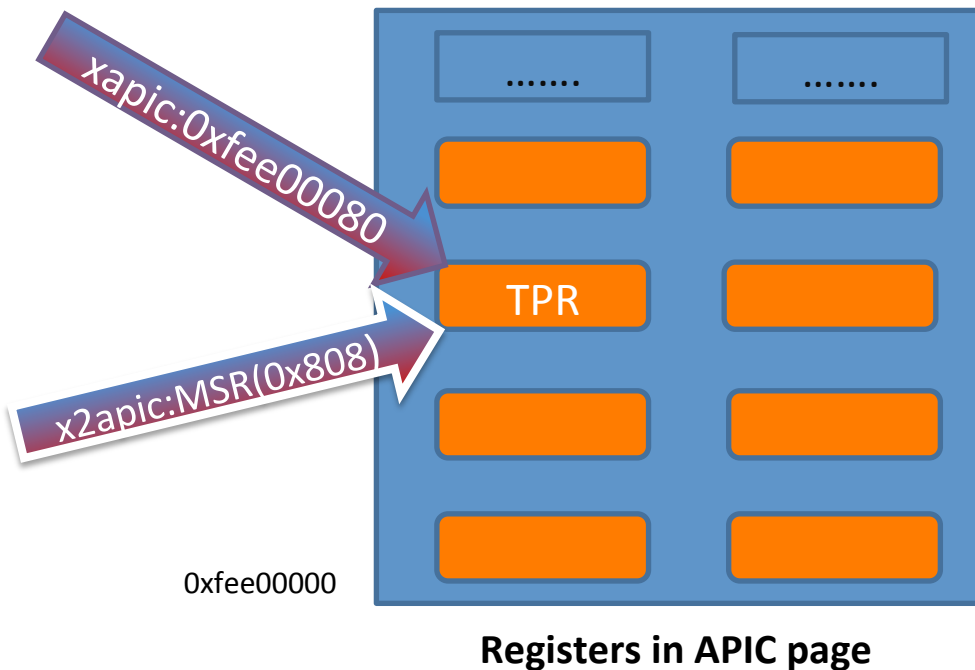 xapic:0xfee00080
.......
.......
TPR
x2apic:MSR(0x808)
0xfee00000
Registers in APIC page